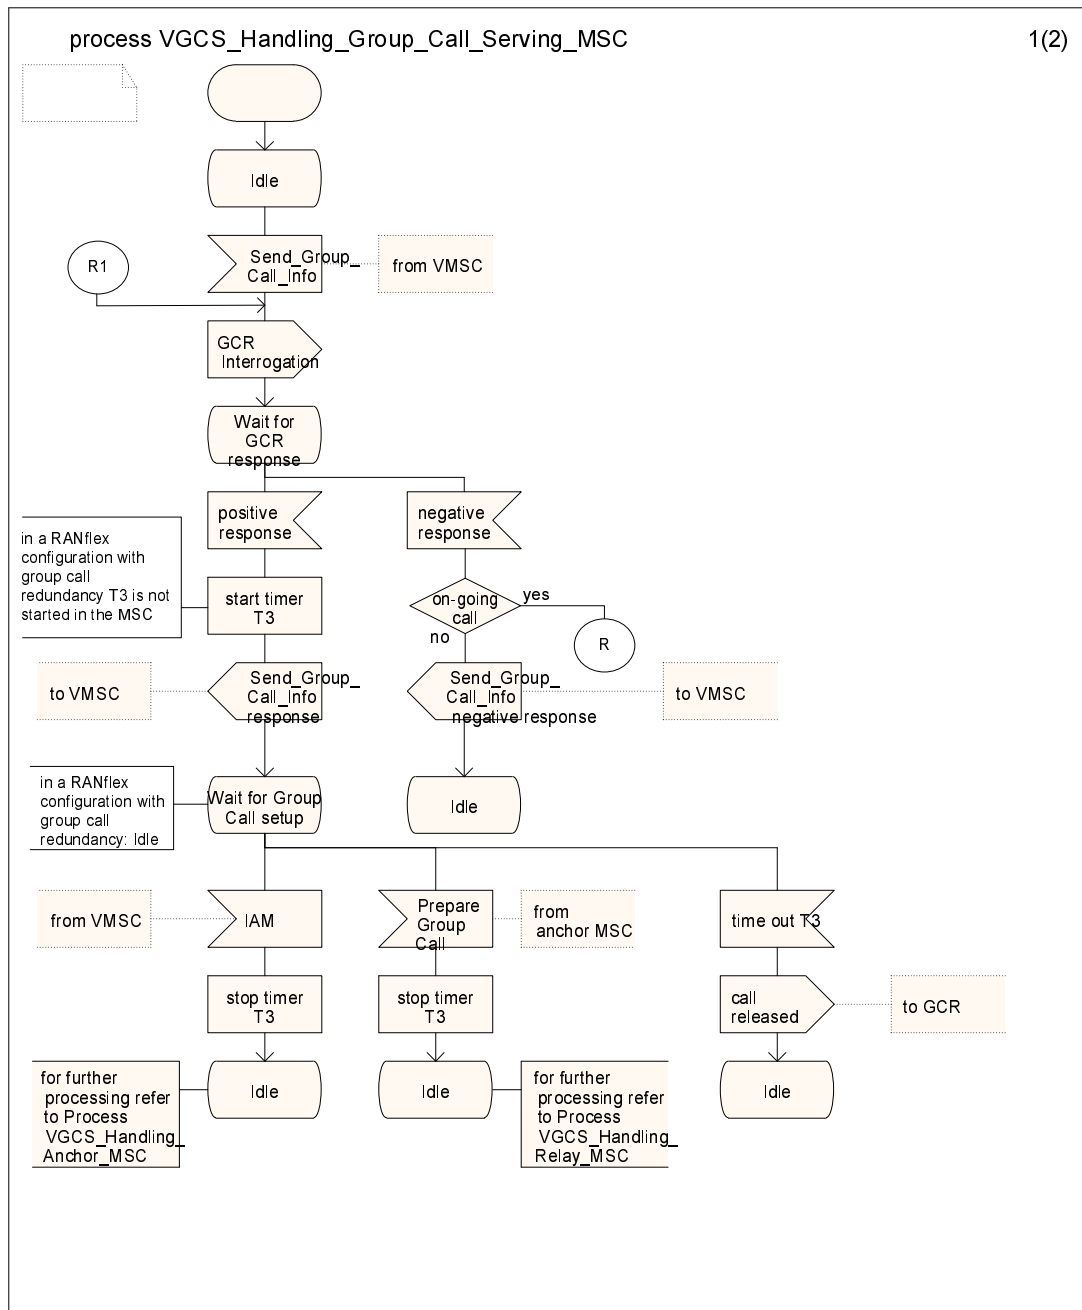 process VGCS_Handling_Group_Call_Serving_MSC
1(2)
Idle
Send_Group_
Call_Info
from VMSC
R1
GCR
Interrogation
Wait for
GCR
response
positive
response
negative
response
in a RANflex
configuration with
group call
redundancy T3 is not
started in the MSC
start timer
T3
on-going
call
yes
no
R
to VMSC
Send_Group_
Call_Info
response
Send_Group_
Call_Info
negative response
to VMSC
in a RANflex
configuration with
group call
redundancy: Idle
Wait for Group
Call setup
Idle
from VMSC
IAM
Prepare
Group
Call
from
anchor MSC
time out T3
stop timer
T3
stop timer
T3
call
released
to GCR
for further
processing refer
to Process
VGCS_Handling_
Anchor_MSC
Idle
Idle
for further
processing refer
to Process
VGCS_Handling_
Relay_MSC
Idle